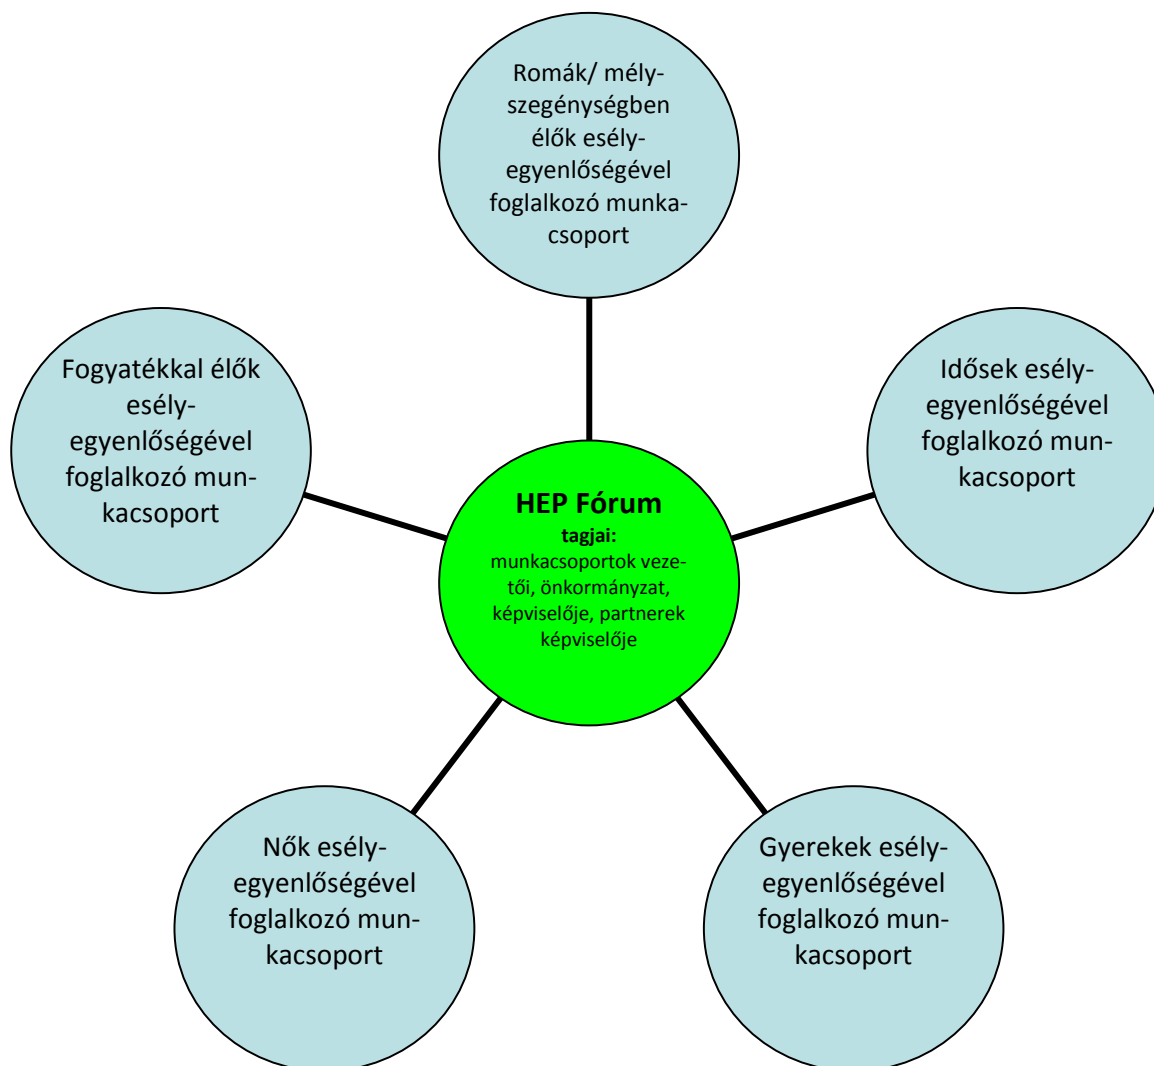 Romák/ mély-
szegénységben
élők esély-
egyenlőségével
foglalkozó munka-
csoport
Fogyatékkal élők
esély-
egyenlőségével
foglalkozó mun-
kacsoport
Idősek esély-
egyenlőségével
foglalkozó mun-
kacsoport
HEP Fórum
tagjai:
munkacsoportok veze-
tői, önkormányzat,
képviselője, partnerek
képviselője
Nők esély-
egyenlőségével
foglalkozó mun-
kacsoport
Gyerekek esély-
egyenlőségével
foglalkozó mun-
kacsoport